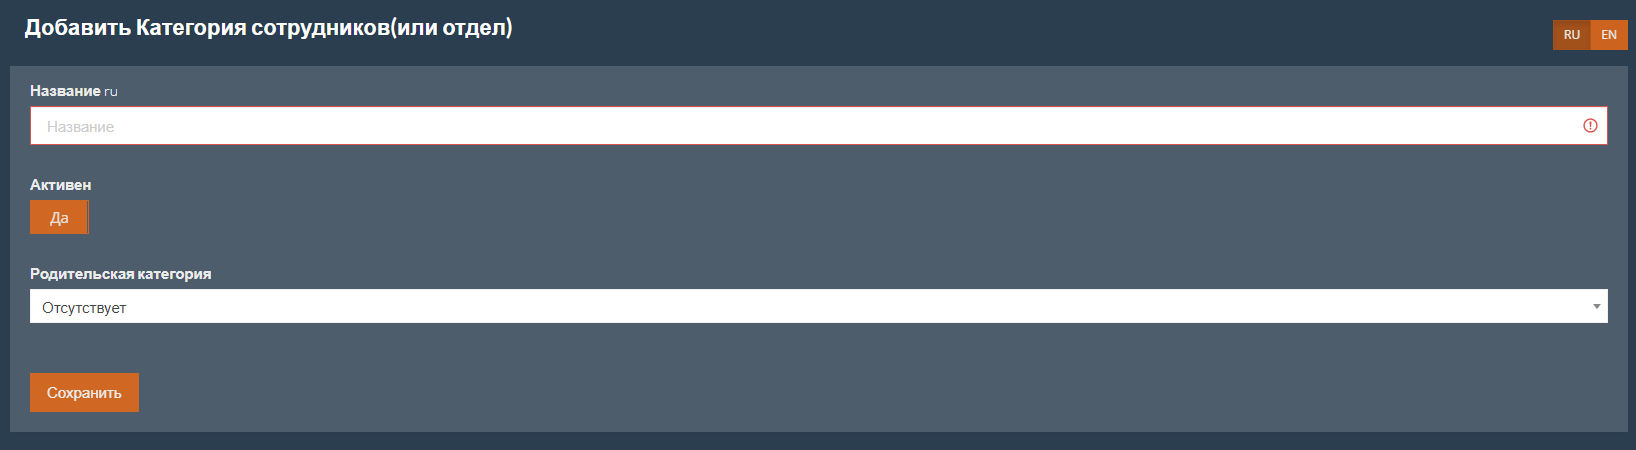 Добавить Категория сотрудников(или отдел)
RU EN
Название ru
Название
Активен
Да
Родительская категория
Отсутствует
Сохранить